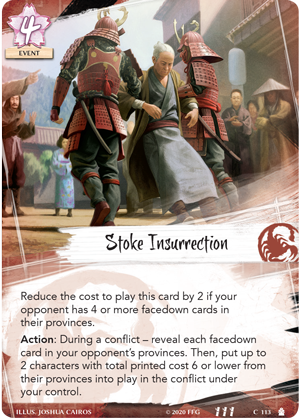 4
EVENT
Stoke Insurrection
Reduce the cost to play this card by 2 if your
opponent has 4 or more facedown cards in
their provinces.
Action: During a conflict – reveal each facedown
card in your opponent's provinces. Then, put up to
2 characters with total printed cost 6 or lower from
their provinces into play in the conflict under
your control.
ILLUS. JOSHUA CAIROS © 2020 FFG C 113